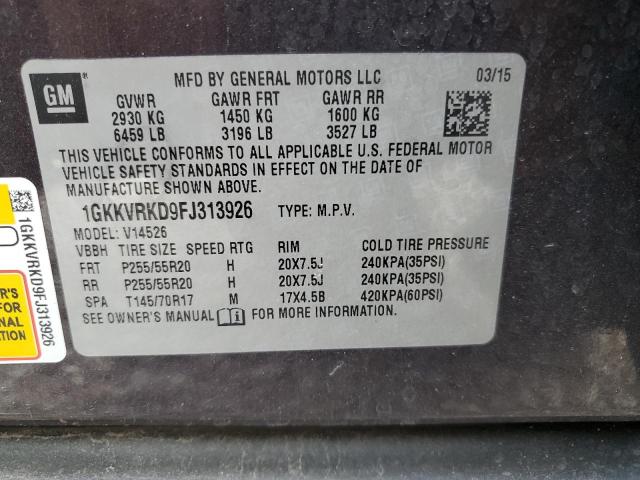 GM ®
MFD BY GENERAL MOTORS LLC 03/15
GVWR GAWR FRT GAWR RR
2930 KG 1450 KG 1600 KG
6459 LB 3196 LB 3527 LB
THIS VEHICLE CONFORMS TO ALL APPLICABLE U.S. FEDERAL MOTOR
VEHICLE SAFETY STANDARDS IN EFFECT ON THE DATE OF
MANUFACTURE SHOWN ABOVE.
1GKKVRKD9FJ313926 TYPE: M.P.V.
MODEL: V14526
VBBH TIRE SIZE SPEED RTG RIM COLD TIRE PRESSURE
FRT P255/55R20 H 20X7.5J 240KPA(35PSI)
RR P255/55R20 H 20X7.5J 240KPA(35PSI)
SPA T145/70R17 M 17X4.5B 420KPA(60PSI)
SEE OWNER'S MANUAL FOR MORE INFORMATION.
1GKKVRKD9FJ313926
ER'S
FOR
NAL
TION